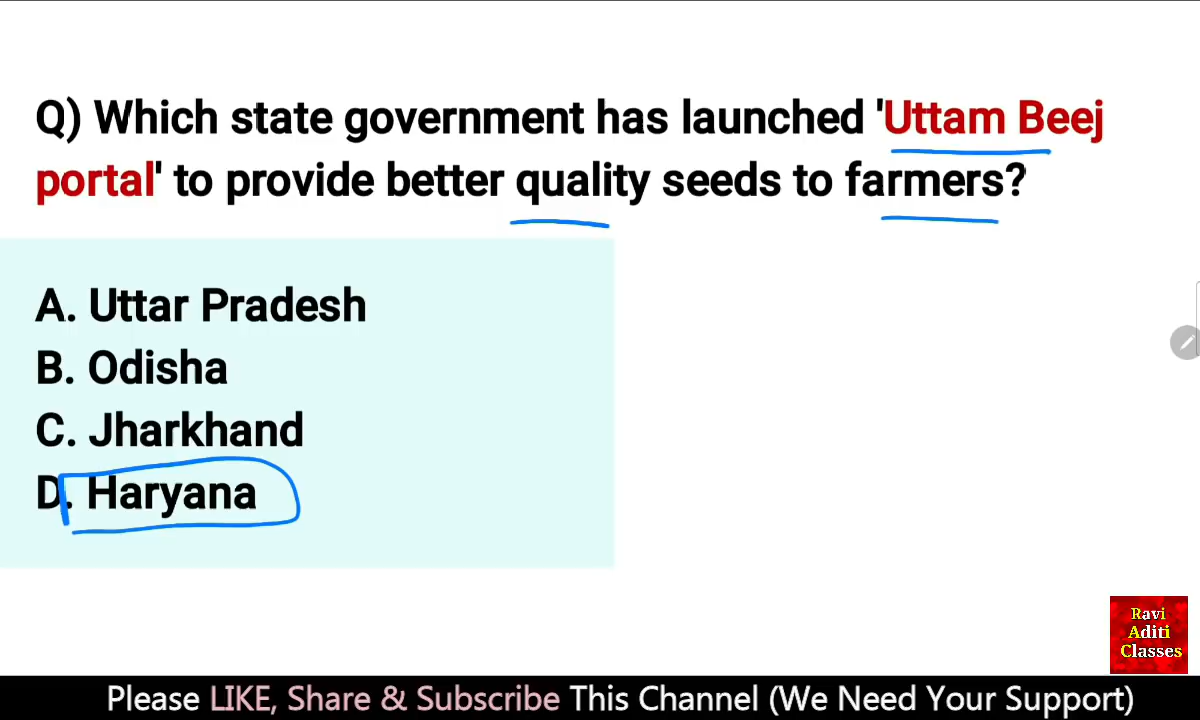 Q) Which state government has launched 'Uttam Beej
portal' to provide better quality seeds to farmers?
A. Uttar Pradesh
B. Odisha
C. Jharkhand
D. Haryana
Ravi
Aditi
Classes
Please LIKE, Share & Subscribe This Channel (We Need Your Support)